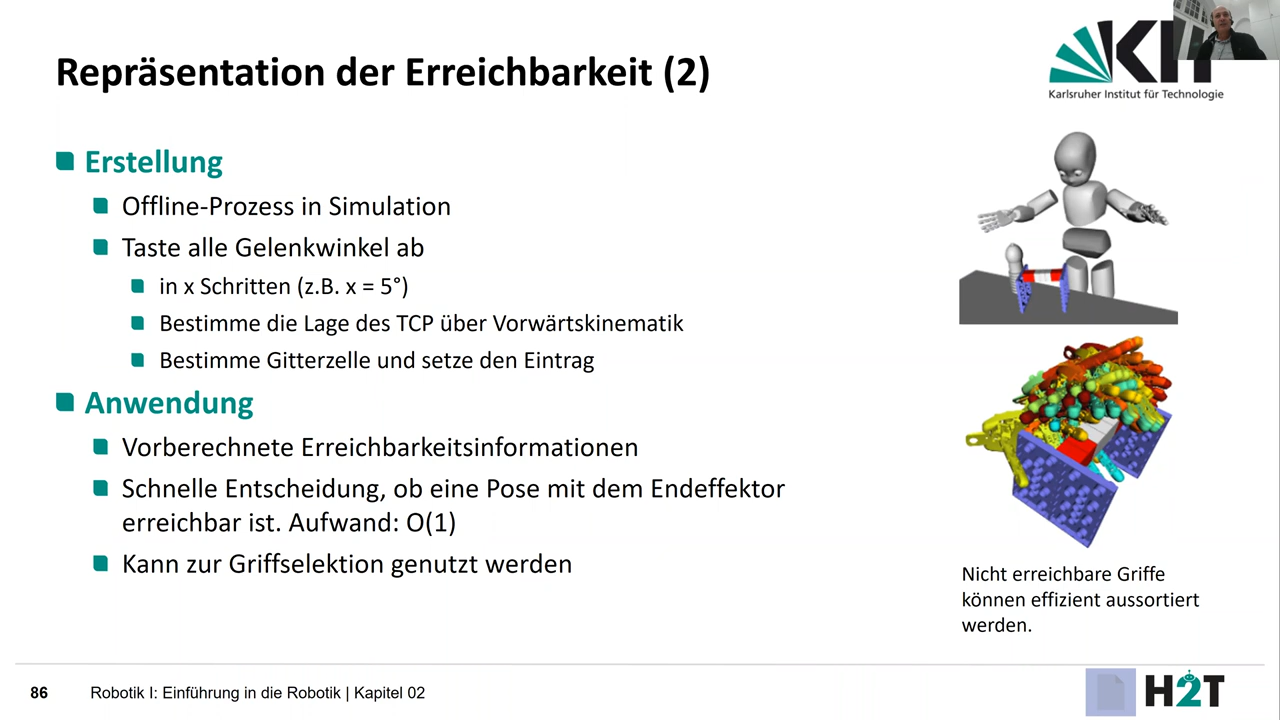 Repräsentation der Erreichbarkeit (2)
KIT
Karlsruher Institut für Technologie
Erstellung
Offline-Prozess in Simulation
Taste alle Gelenkwinkel ab
in x Schritten (z.B. x = 5°)
Bestimme die Lage des TCP über Vorwärtskinematik
Bestimme Gitterzelle und setze den Eintrag
Anwendung
Vorberechnete Erreichbarkeitsinformationen
Schnelle Entscheidung, ob eine Pose mit dem Endeffektor
erreichbar ist. Aufwand: O(1)
Kann zur Griffselektion genutzt werden
Nicht erreichbare Griffe
können effizient aussortiert
werden.
86 Robotik I: Einführung in die Robotik | Kapitel 02
H2T